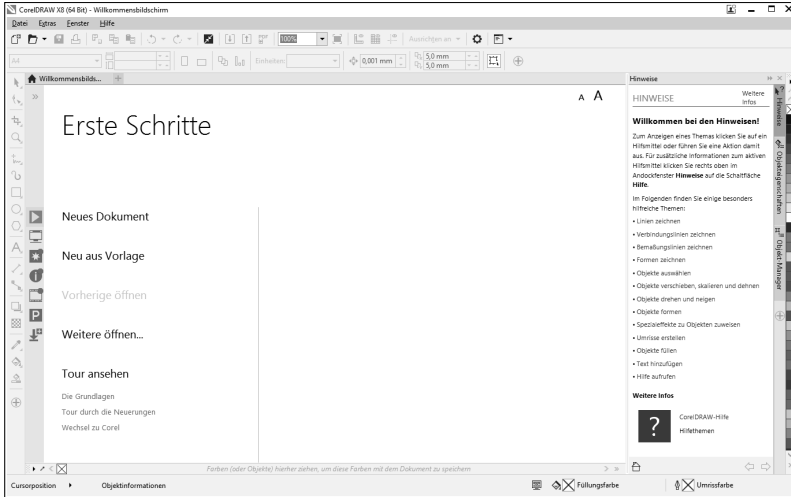 CorelDRAW X8 (64 Bit) - Willkommensbildschirm
Datei Extras Fenster Hilfe
100% Ausrichten an
A4 Einheiten: 0,001 mm 5,0 mm
5,0 mm
Willkommensbilds...
Erste Schritte
A A
Neues Dokument
Neu aus Vorlage
Vorherige öffnen
Weitere öffnen...
Tour ansehen
Die Grundlagen
Tour durch die Neuerungen
Wechsel zu Corel
Hinweise
HINWEISE Weitere
Infos
Willkommen bei den Hinweisen!
Zum Anzeigen eines Themas klicken Sie auf ein
Hilfsmittel oder führen Sie eine Aktion damit
aus. Für zusätzliche Informationen zum aktiven
Hilfsmittel klicken Sie rechts oben im
Andockfenster Hinweise auf die Schaltfläche
Hilfe.
Im Folgenden finden Sie einige besonders
hilfreiche Themen:
• Linien zeichnen
• Verbindungslinien zeichnen
• Bemaßungslinien zeichnen
• Formen zeichnen
• Objekte auswählen
• Objekte verschieben, skalieren und dehnen
• Objekte drehen und neigen
• Objekte formen
• Spezialeffekte zu Objekten zuweisen
• Umrisse erstellen
• Objekte füllen
• Text hinzufügen
• Hilfe aufrufen
Weitere Infos
?
CorelDRAW-Hilfe
Hilfethemen
Hinweise
Objekteigenschaften
Objekt-Manager
Farben (oder Objekte) hierher ziehen, um diese Farben mit dem Dokument zu speichern
Cursorposition Objektinformationen Füllungsfarbe Umrissfarbe